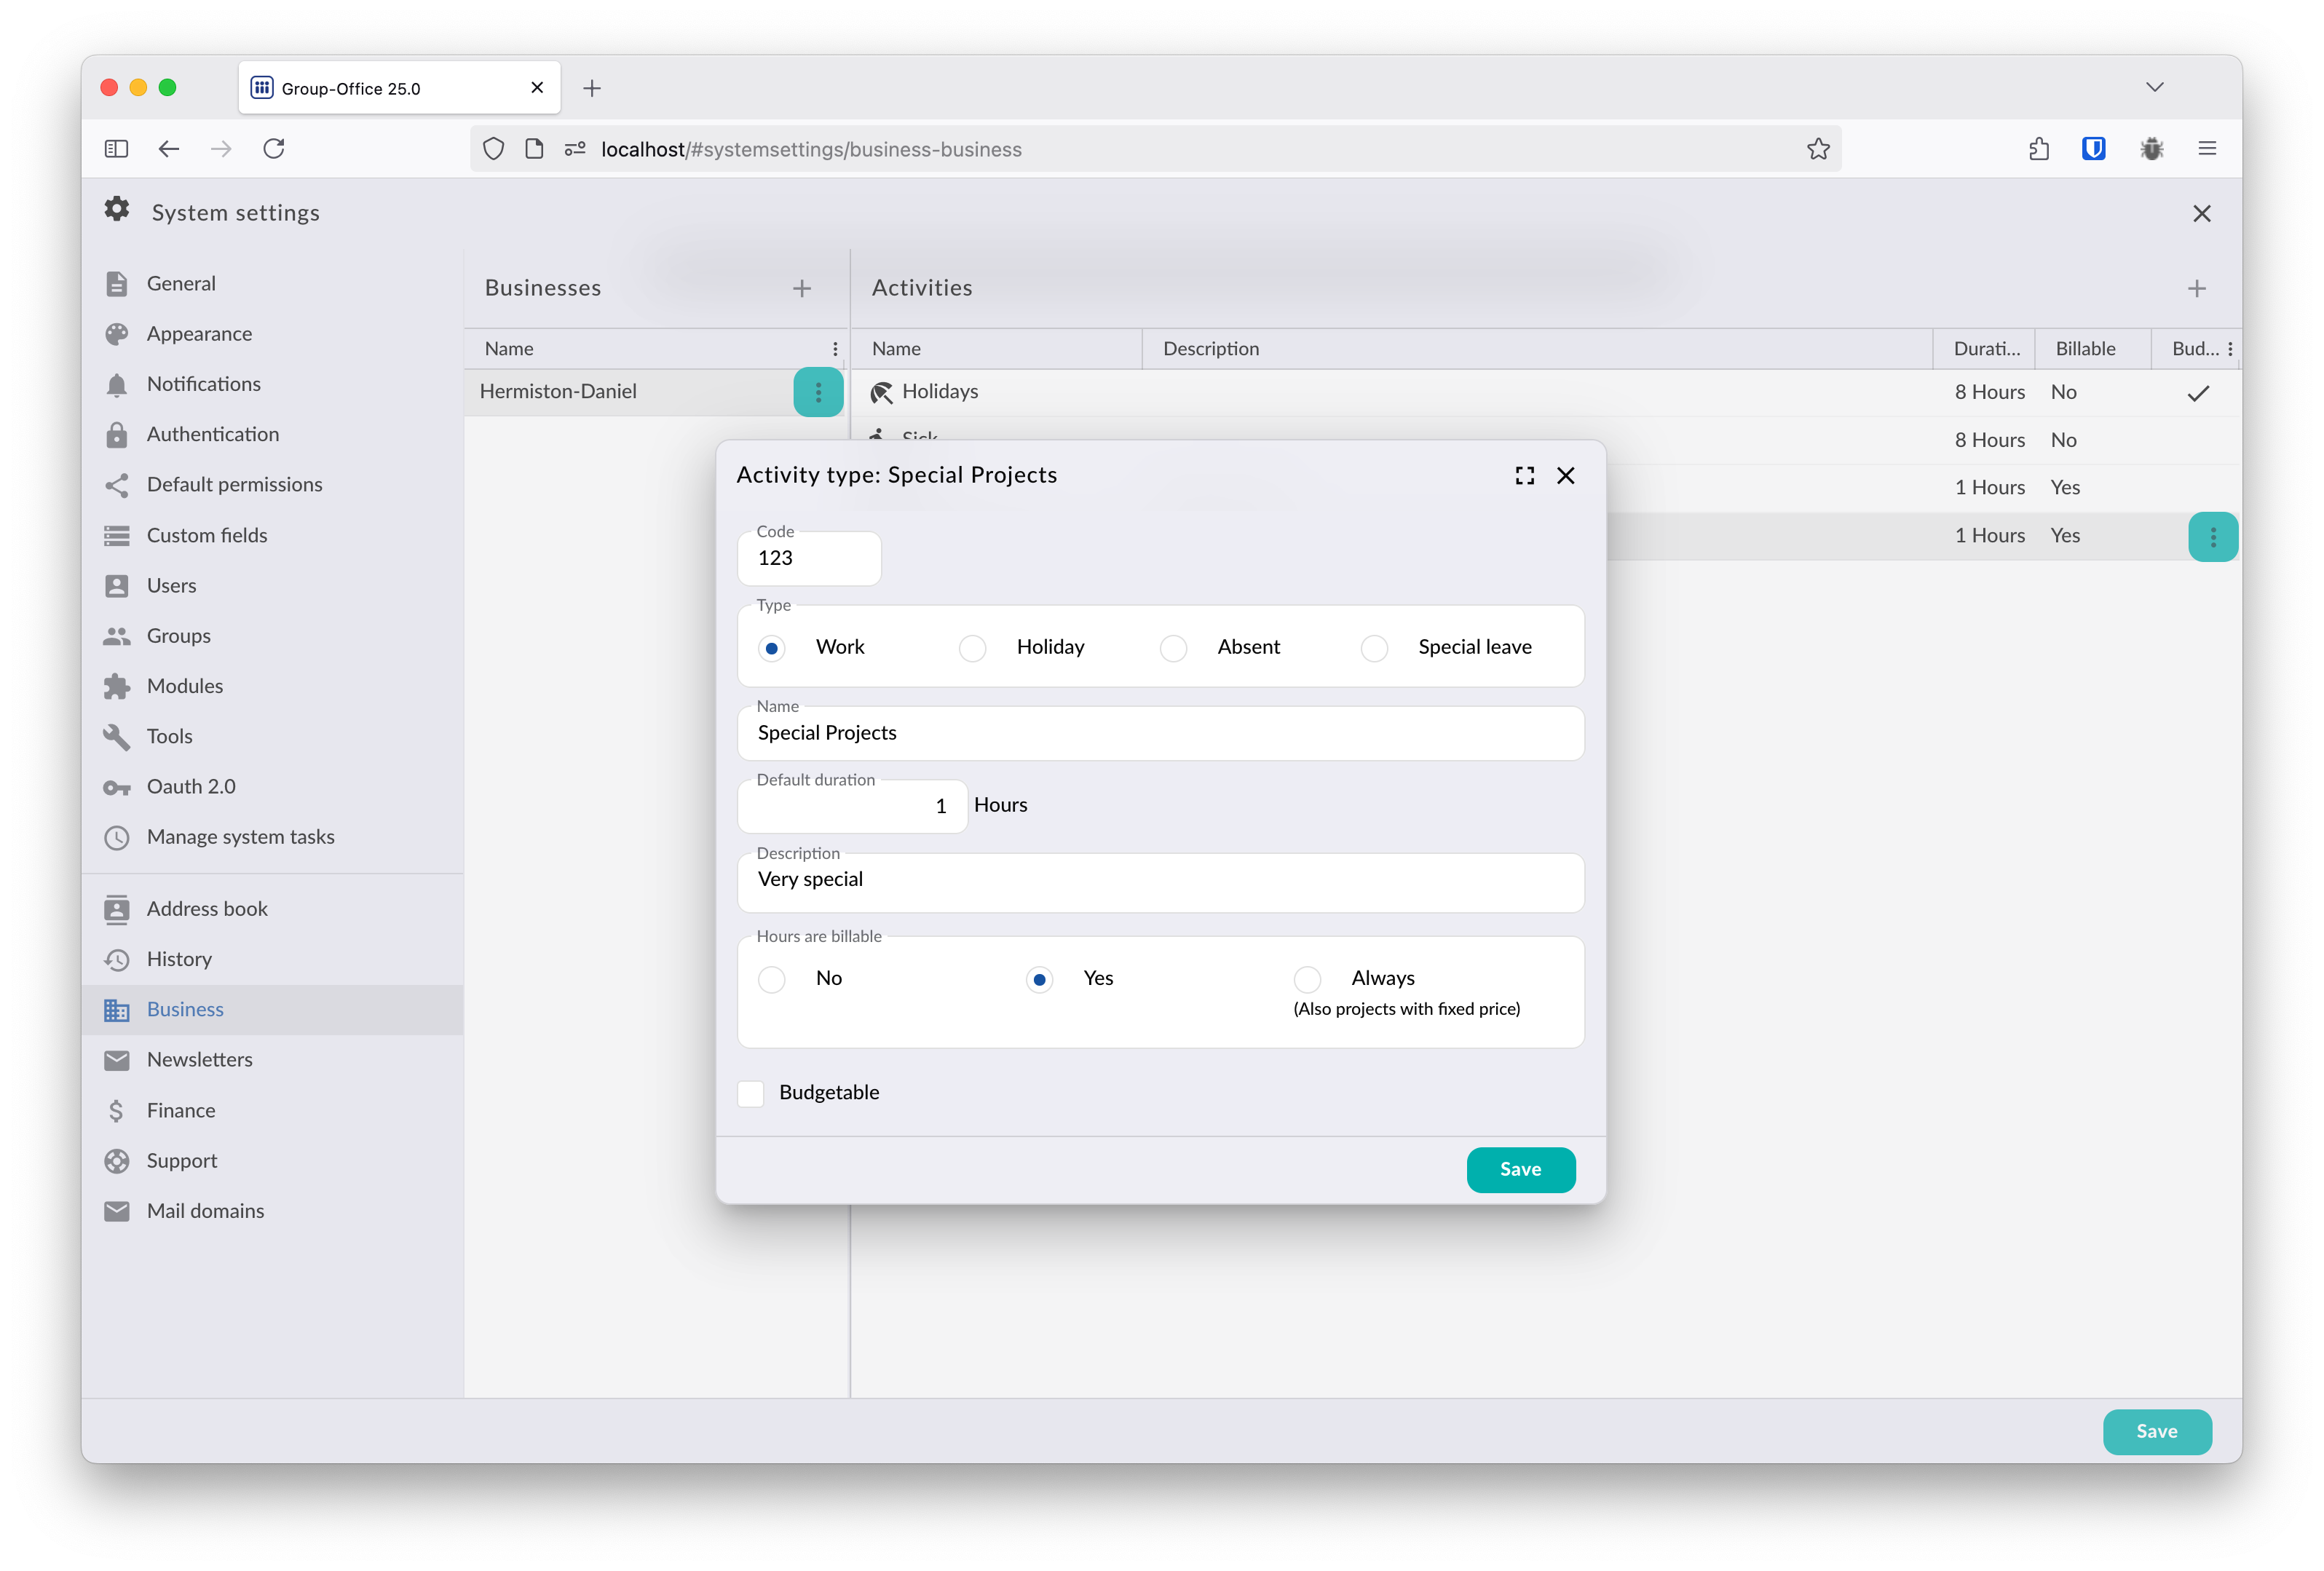 Group-Office 25.0
localhost/#systemsettings/business-business
System settings
General
Appearance
Notifications
Authentication
Default permissions
Custom fields
Users
Groups
Modules
Tools
Oauth 2.0
Manage system tasks
Address book
History
Business
Newsletters
Finance
Support
Mail domains
Businesses
Name
Hermiston-Daniel
Activities
Name Description Durati... Billable Bud...
Holidays 8 Hours No
Sick 8 Hours No
1 Hours Yes
1 Hours Yes
Activity type: Special Projects
Code
123
Type
Work Holiday Absent Special leave
Name
Special Projects
Default duration
1 Hours
Description
Very special
Hours are billable
No Yes Always
(Also projects with fixed price)
Budgetable
Save
Save